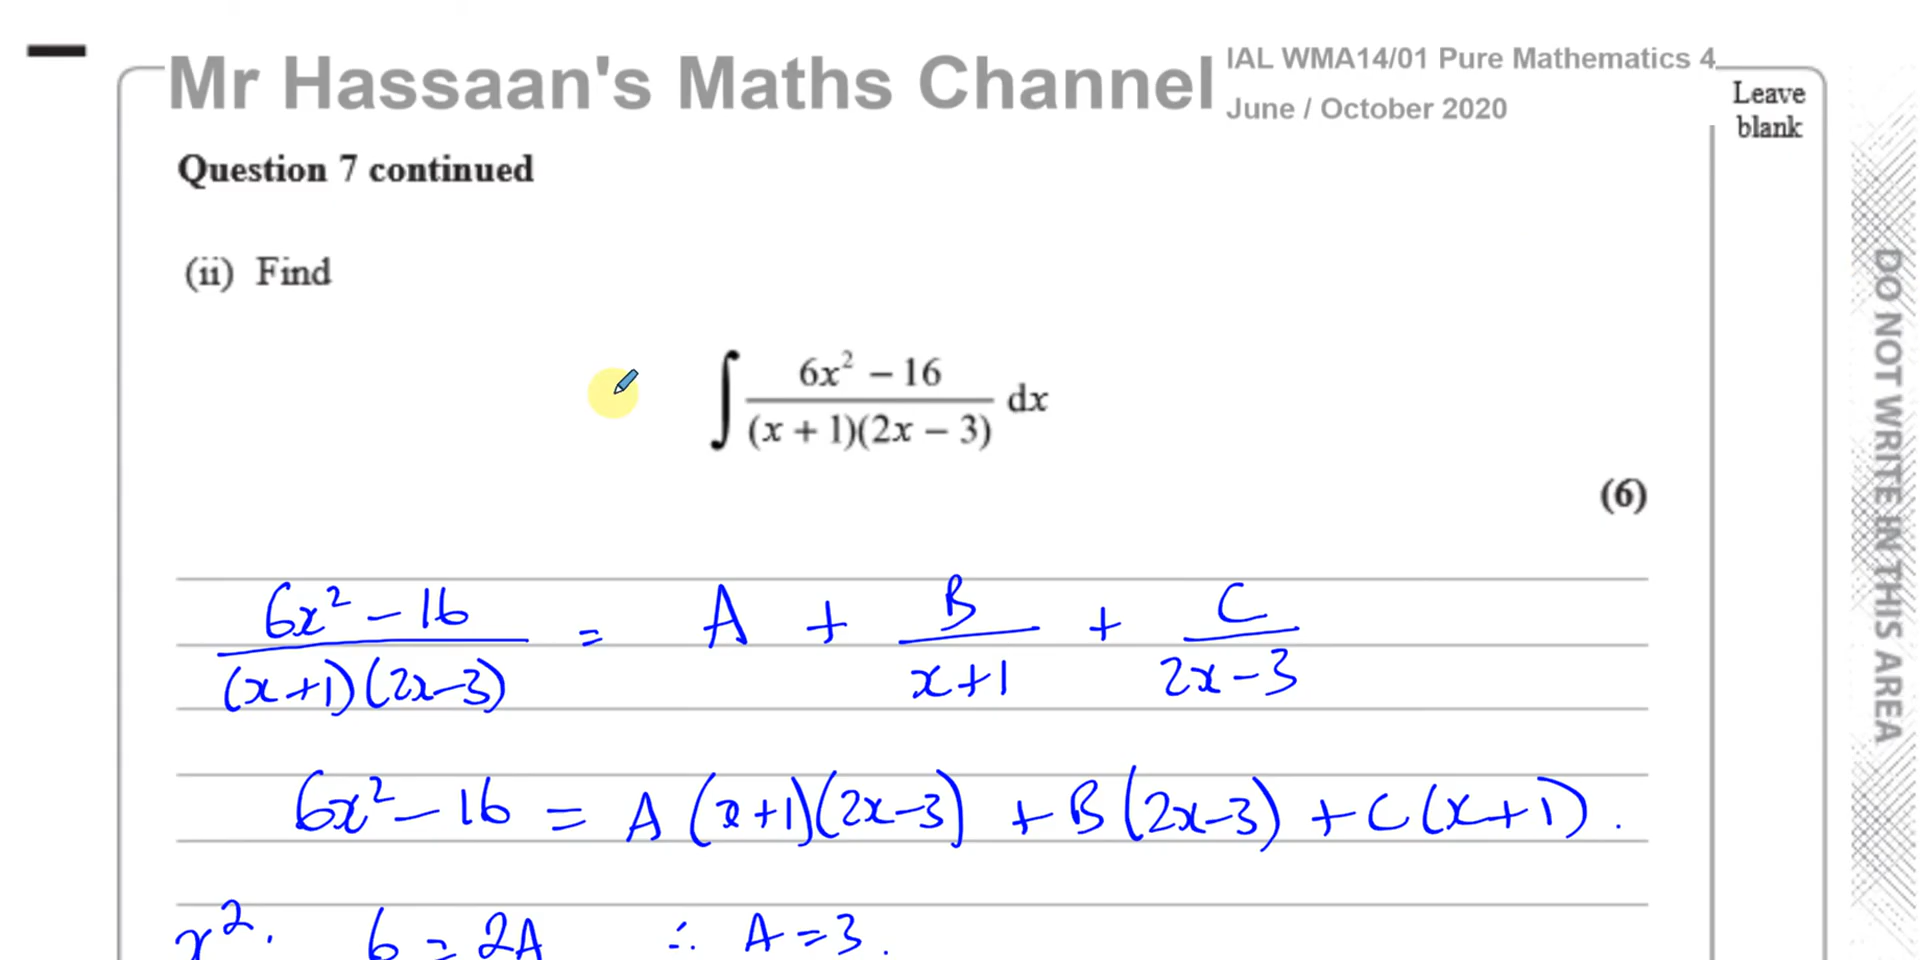 Mr Hassaan's Maths Channel
IAL WMA14/01 Pure Mathematics 4
June / October 2020
Leave
blank
Question 7 continued
(ii) Find
∫ (6x² − 16)/((x + 1)(2x − 3)) dx
(6)
(6x² − 16)/((x+1)(2x−3)) = A + B/(x+1) + C/(2x−3)
6x² − 16 = A(x+1)(2x−3) + B(2x−3) + C(x+1).
x². 6 = 2A ∴ A = 3.
DO NOT WRITE IN THIS AREA